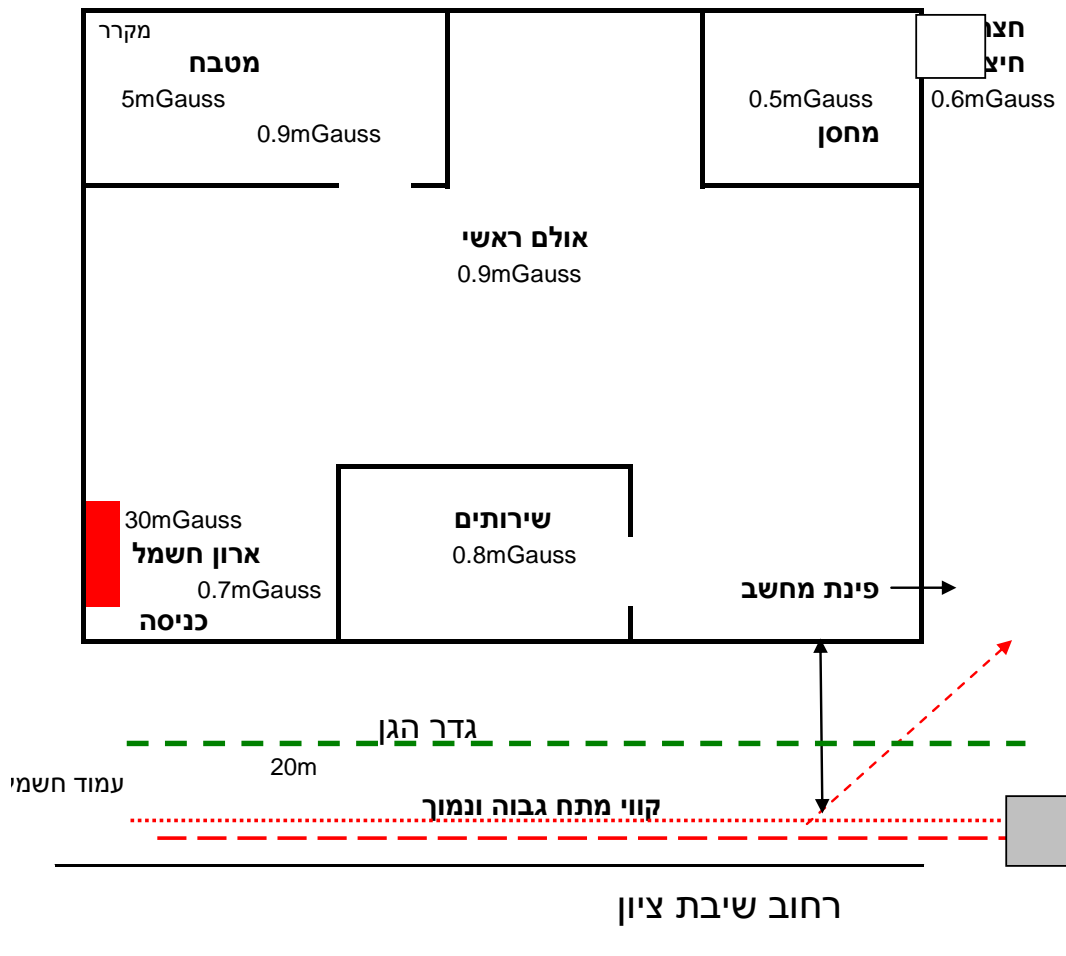 מקרר
מטבח
5mGauss
0.9mGauss
0.5mGauss
מחסן
0.6mGauss
אולם ראשי
0.9mGauss
30mGauss
ארון חשמל
0.7mGauss
כניסה
שירותים
0.8mGauss
פינת מחשב
גדר הגן
20m
עמוד
קווי מתח גבוה ונמוך
רחוב שיבת ציון